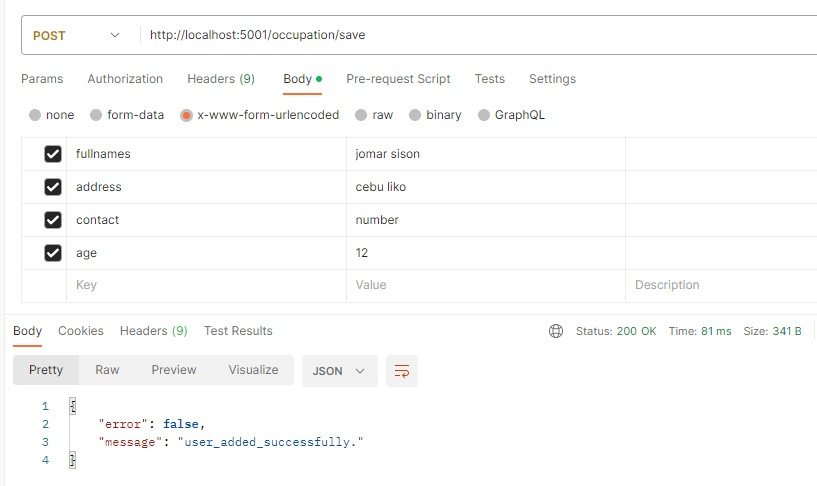 POST http://localhost:5001/occupation/save
Params Authorization Headers (9) Body Pre-request Script Tests Settings
none form-data x-www-form-urlencoded raw binary GraphQL
fullnames jomar sison
address cebu liko
contact number
age 12
Key Value Description
Body Cookies Headers (9) Test Results Status: 200 OK Time: 81 ms Size: 341 B
Pretty Raw Preview Visualize JSON
1 {
2 "error": false,
3 "message": "user_added_successfully."
4 }